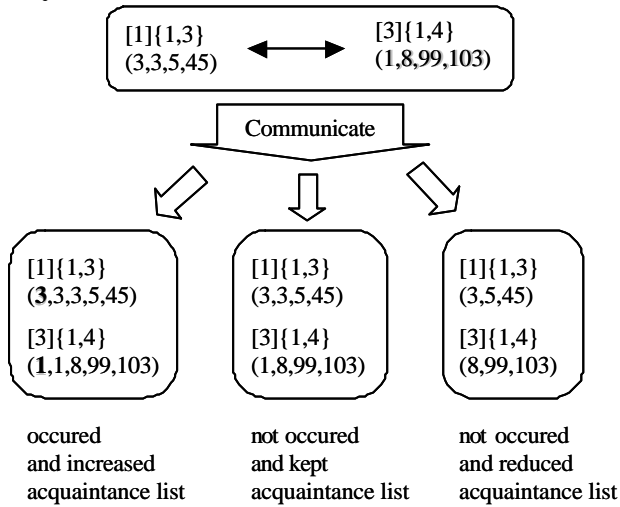 [1]{1,3}
(3,3,5,45)
[3]{1,4}
(1,8,99,103)
Communicate
[1]{1,3}
(3,3,3,5,45)
[3]{1,4}
(1,1,8,99,103)
[1]{1,3}
(3,3,5,45)
[3]{1,4}
(1,8,99,103)
[1]{1,3}
(3,5,45)
[3]{1,4}
(8,99,103)
occured
and increased
acquaintance list
not occured
and kept
acquaintance list
not occured
and reduced
acquaintance list